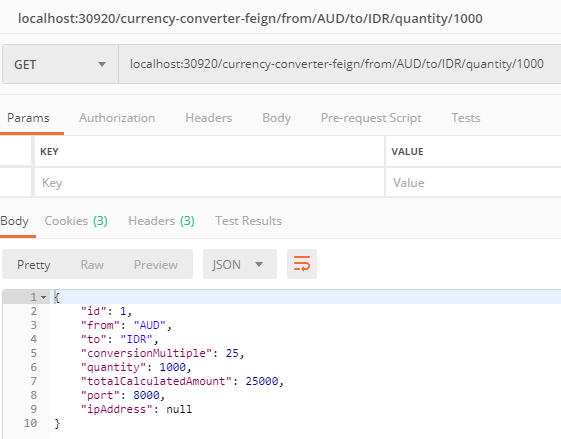 localhost:30920/currency-converter-feign/from/AUD/to/IDR/quantity/1000
GET localhost:30920/currency-converter-feign/from/AUD/to/IDR/quantity/1000
Params Authorization Headers Body Pre-request Script Tests
KEY VALUE
Key Value
Body Cookies (3) Headers (3) Test Results
Pretty Raw Preview JSON
1 {
2 "id": 1,
3 "from": "AUD",
4 "to": "IDR",
5 "conversionMultiple": 25,
6 "quantity": 1000,
7 "totalCalculatedAmount": 25000,
8 "port": 8000,
9 "ipAddress": null
10 }